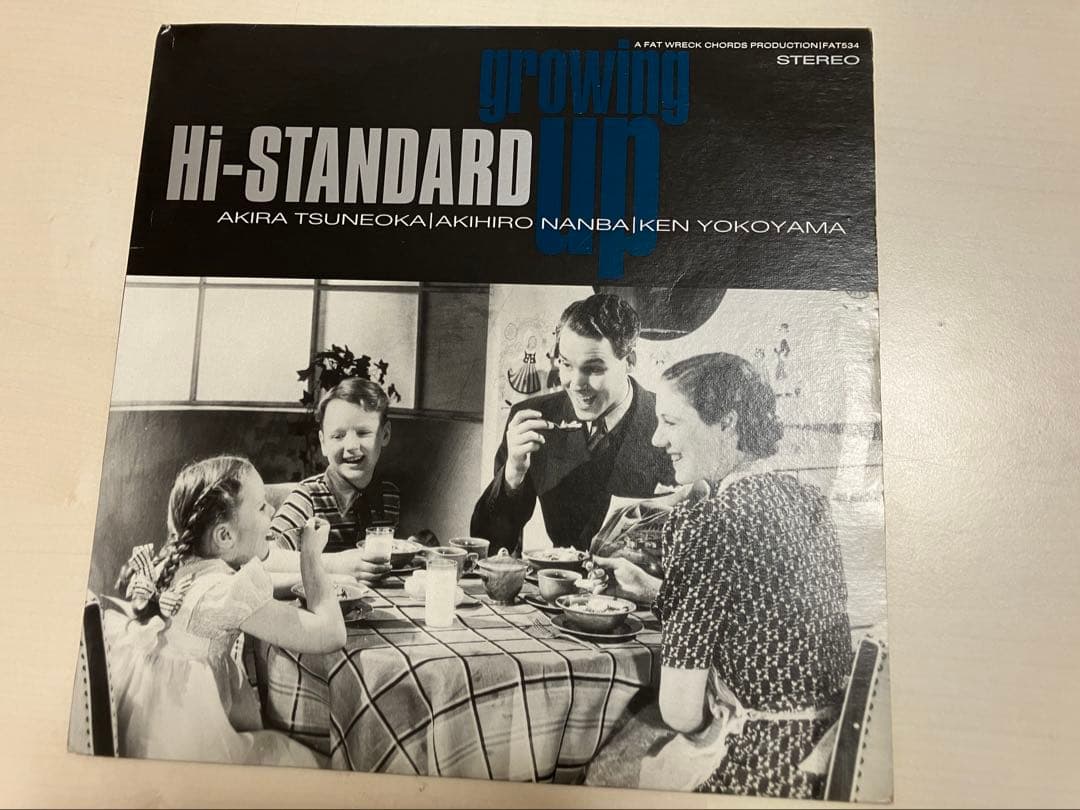 A FAT WRECK CHORDS PRODUCTION|FAT534
STEREO
growing
up
Hi-STANDARD
AKIRA TSUNEOKA|AKIHIRO NANBA|KEN YOKOYAMA